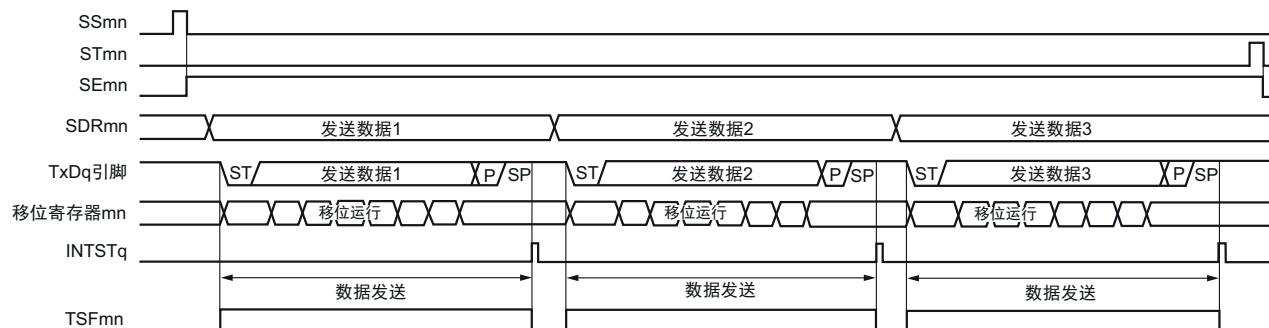 SSmn
STmn
SEmn
SDRmn 发送数据1 发送数据2 发送数据3
TxDq引脚 ST 发送数据1 P SP ST 发送数据2 P SP ST 发送数据3 P SP
移位寄存器mn 移位运行 移位运行 移位运行
INTSTq
数据发送 数据发送 数据发送
TSFmn